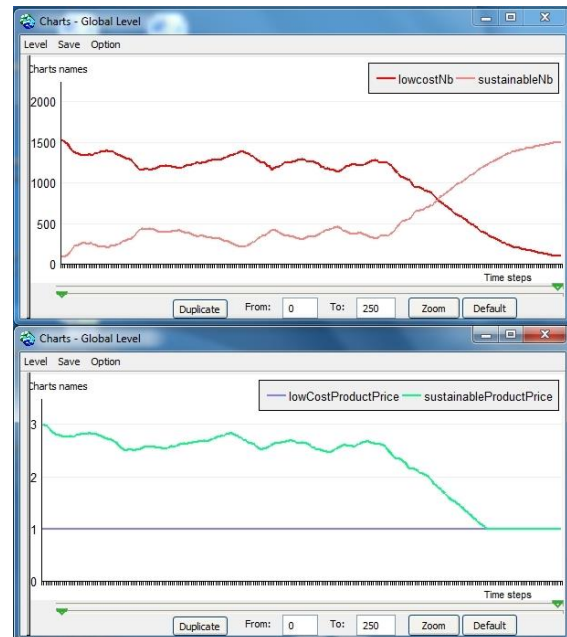 Charts - Global Level
Level Save Option
Charts names
lowcostNb sustainableNb
2000
1500
1000
500
0
Time steps
Duplicate From: 0 To: 250 Zoom Default
Charts - Global Level
Level Save Option
Charts names
lowCostProductPrice sustainableProductPrice
3
2
1
0
Time steps
Duplicate From: 0 To: 250 Zoom Default